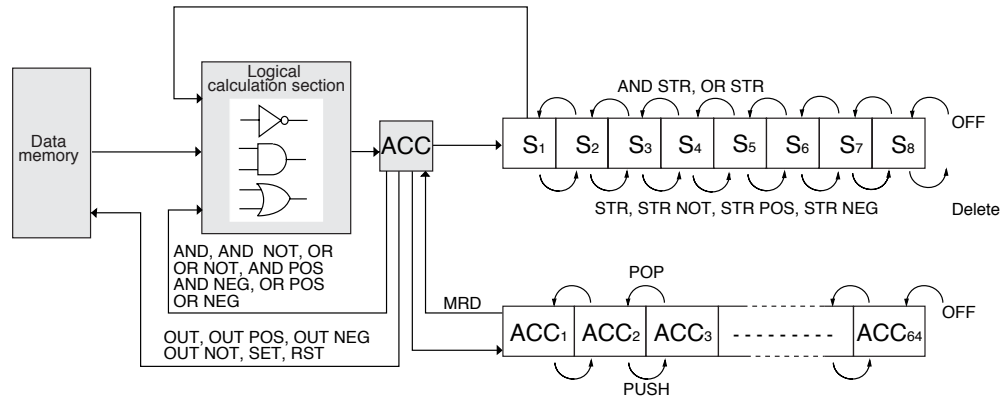 Logical
calculation section
Data
memory
ACC
AND STR, OR STR
OFF
S1 S2 S3 S4 S5 S6 S7 S8
STR, STR NOT, STR POS, STR NEG
Delete
AND, AND NOT, OR
OR NOT, AND POS
AND NEG, OR POS
OR NEG
OUT, OUT POS, OUT NEG
OUT NOT, SET, RST
MRD
POP
OFF
ACC1 ACC2 ACC3 ACC64
PUSH